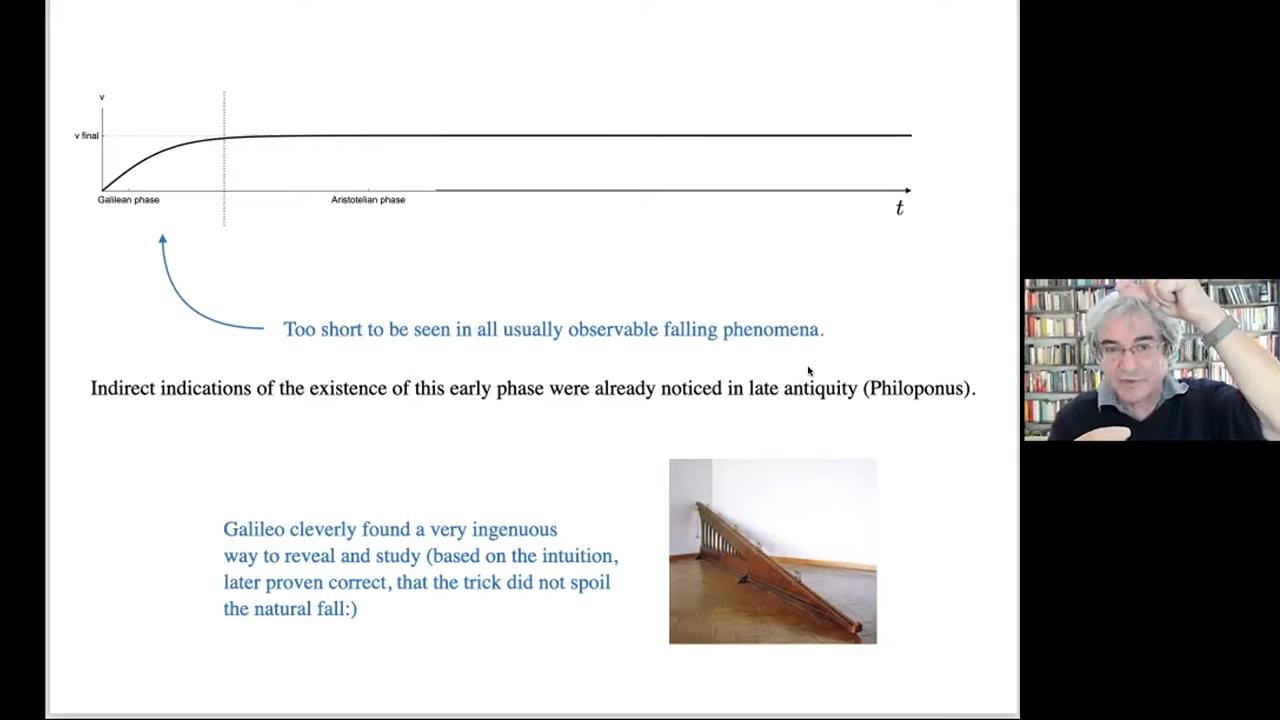 v
v final
Galilean phase
Aristotelian phase
t
Too short to be seen in all usually observable falling phenomena.
Indirect indications of the existence of this early phase were already noticed in late antiquity (Philoponus).
Galileo cleverly found a very ingenuous
way to reveal and study (based on the intuition,
later proven correct, that the trick did not spoil
the natural fall:)